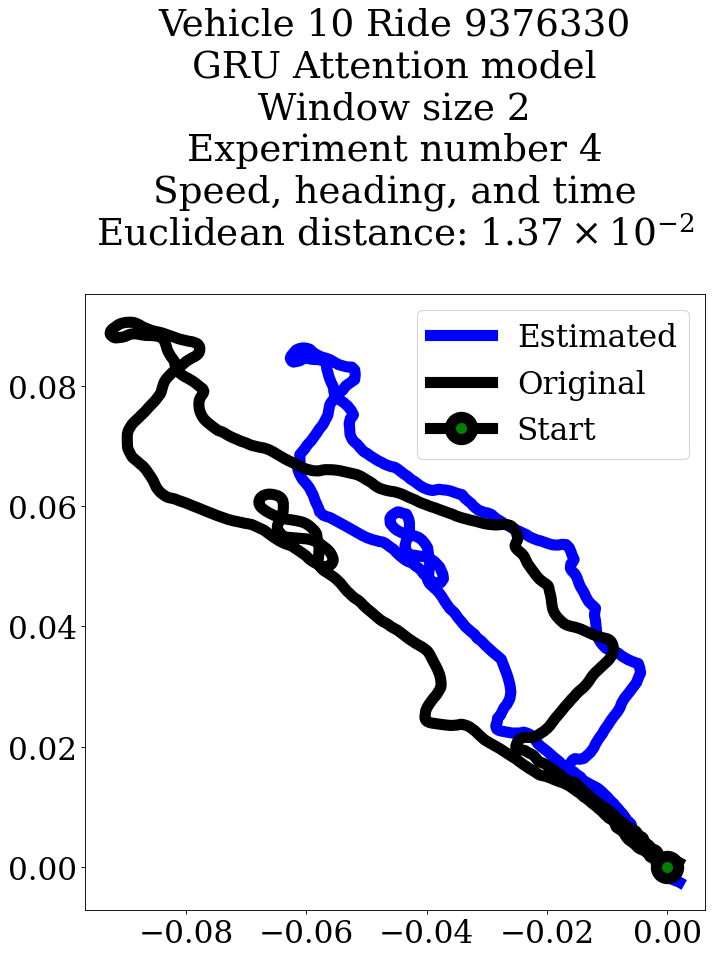 Vehicle 10 Ride 9376330
GRU Attention model
Window size 2
Experiment number 4
Speed, heading, and time
Euclidean distance: 1.37 × 10⁻²
Estimated
Original
Start
0.08
0.06
0.04
0.02
0.00
−0.08 −0.06 −0.04 −0.02 0.00